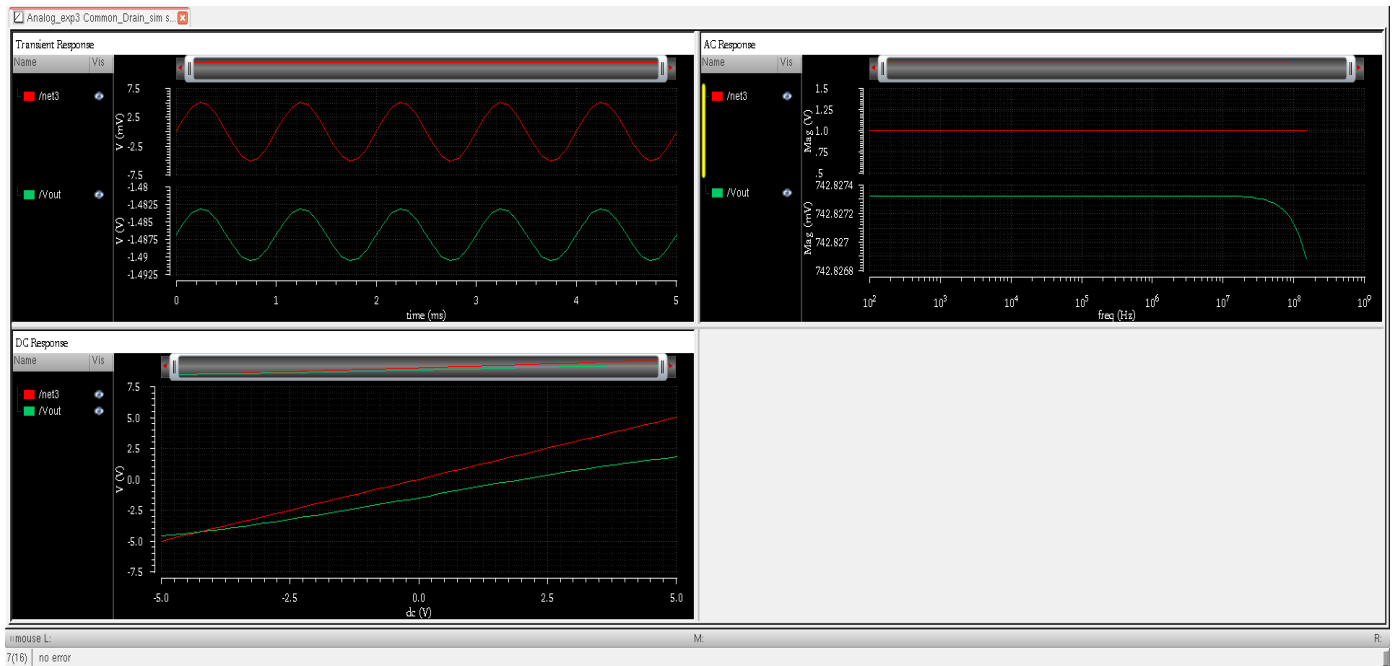 Analog_exp3 Common_Drain_sim s...
Transient Response
Name Vis
/net3
/Vout
7.5
2.5
-2.5
-7.5
V (mV)
-1.48
-1.4825
-1.485
-1.4875
-1.49
-1.4925
V (V)
0 1 2 3 4 5
time (ms)
AC Response
Name Vis
/net3
/Vout
1.5
1.25
1.0
.75
.5
Mag (V)
742.8274
742.8272
742.827
742.8268
Mag (mV)
10^2 10^3 10^4 10^5 10^6 10^7 10^8 10^9
freq (Hz)
DC Response
Name Vis
/net3
/Vout
7.5
5.0
2.5
0.0
-2.5
-5.0
-7.5
V (V)
-5.0 -2.5 0.0 2.5 5.0
dc (V)
mouse L: M: R:
7(16) no error